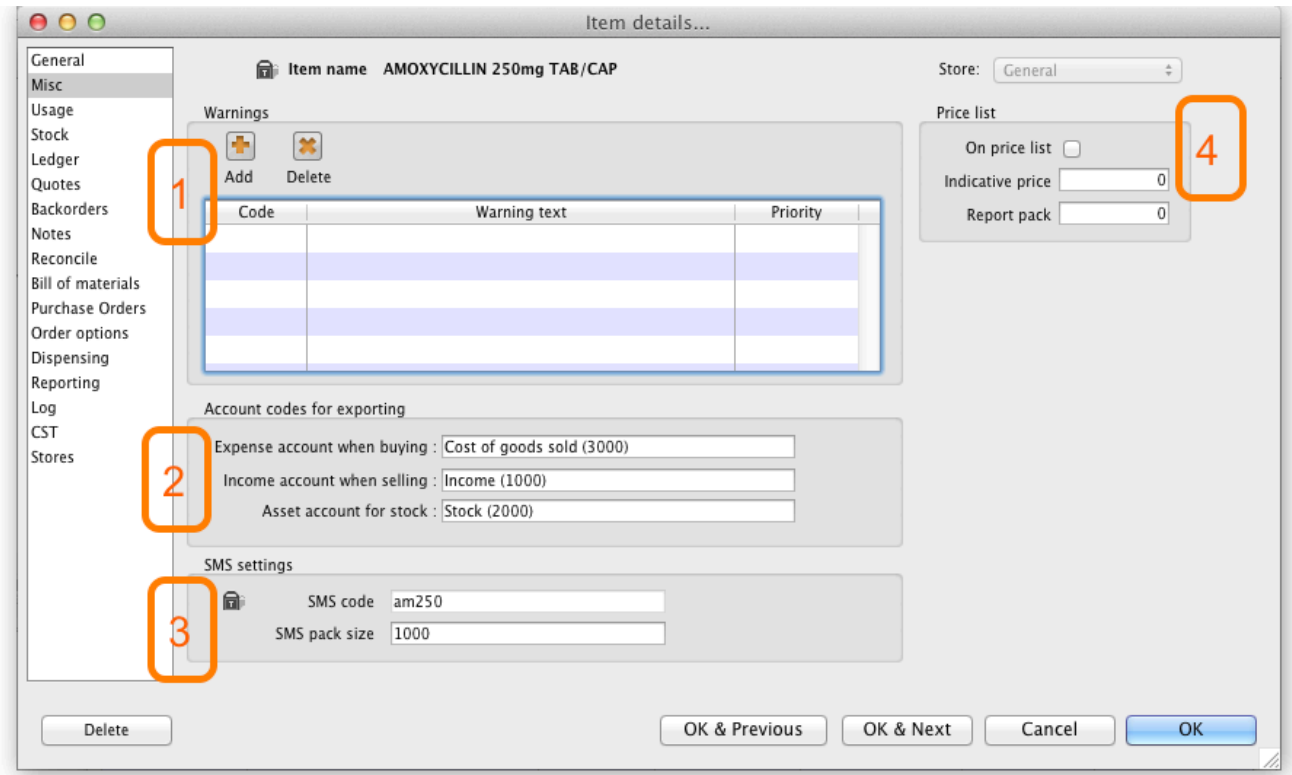 Item details...
General
Misc
Usage
Stock
Ledger
Quotes
Backorders
Notes
Reconcile
Bill of materials
Purchase Orders
Order options
Dispensing
Reporting
Log
CST
Stores
Item name AMOXYCILLIN 250mg TAB/CAP
Store: General
Warnings
1
Add Delete
Code Warning text Priority
Price list
4
On price list
Indicative price 0
Report pack 0
Account codes for exporting
2
Expense account when buying : Cost of goods sold (3000)
Income account when selling : Income (1000)
Asset account for stock : Stock (2000)
SMS settings
3
SMS code am250
SMS pack size 1000
Delete OK & Previous OK & Next Cancel OK